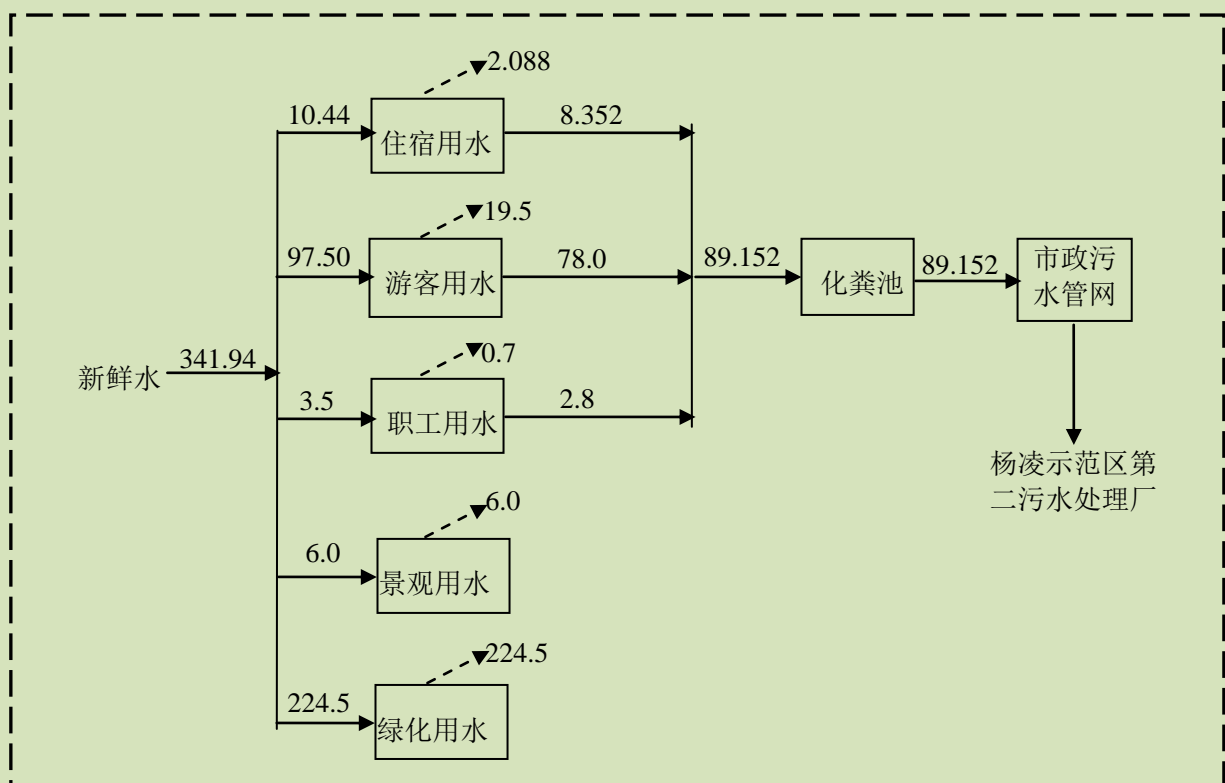 2.088
10.44
住宿用水
8.352
19.5
97.50
游客用水
78.0
89.152
化粪池
89.152
市政污
水管网
新鲜水
341.94
0.7
3.5
职工用水
2.8
杨凌示范区第
二污水处理厂
6.0
6.0
景观用水
224.5
224.5
绿化用水